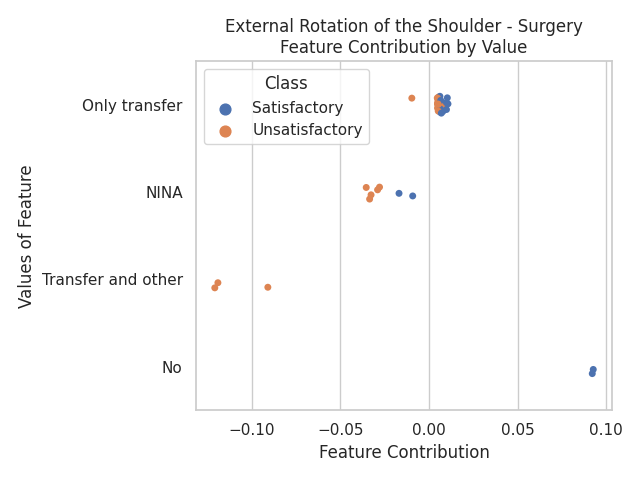 External Rotation of the Shoulder - Surgery
Feature Contribution by Value
Class
Satisfactory
Unsatisfactory
Only transfer
NINA
Transfer and other
No
Values of Feature
−0.10
−0.05
0.00
0.05
0.10
Feature Contribution